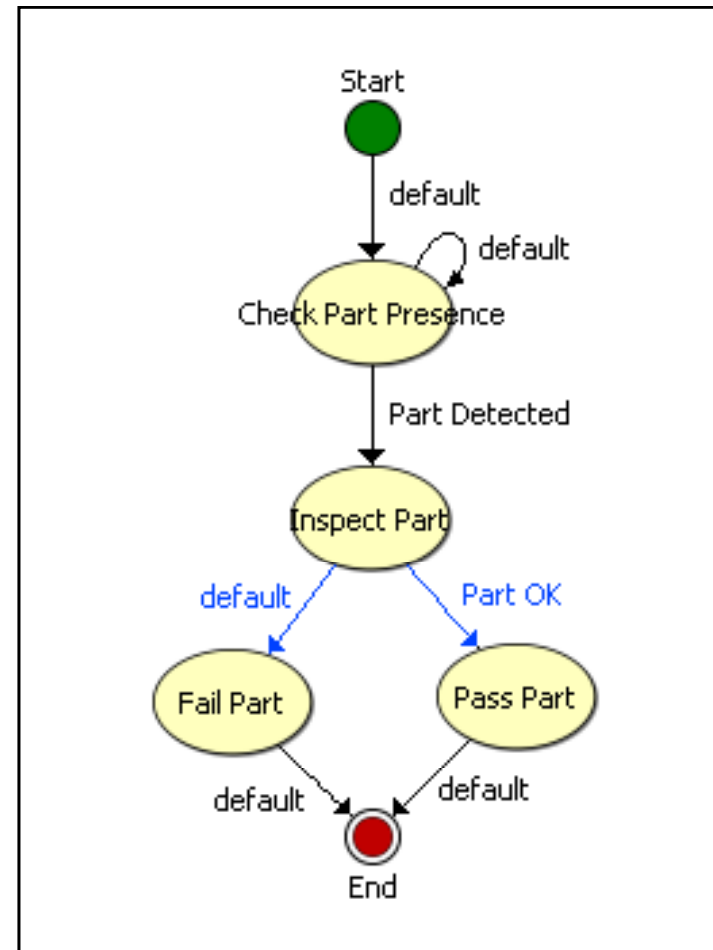 Start
default
default
Check Part Presence
Part Detected
Inspect Part
default
Part OK
Fail Part
Pass Part
default
default
End